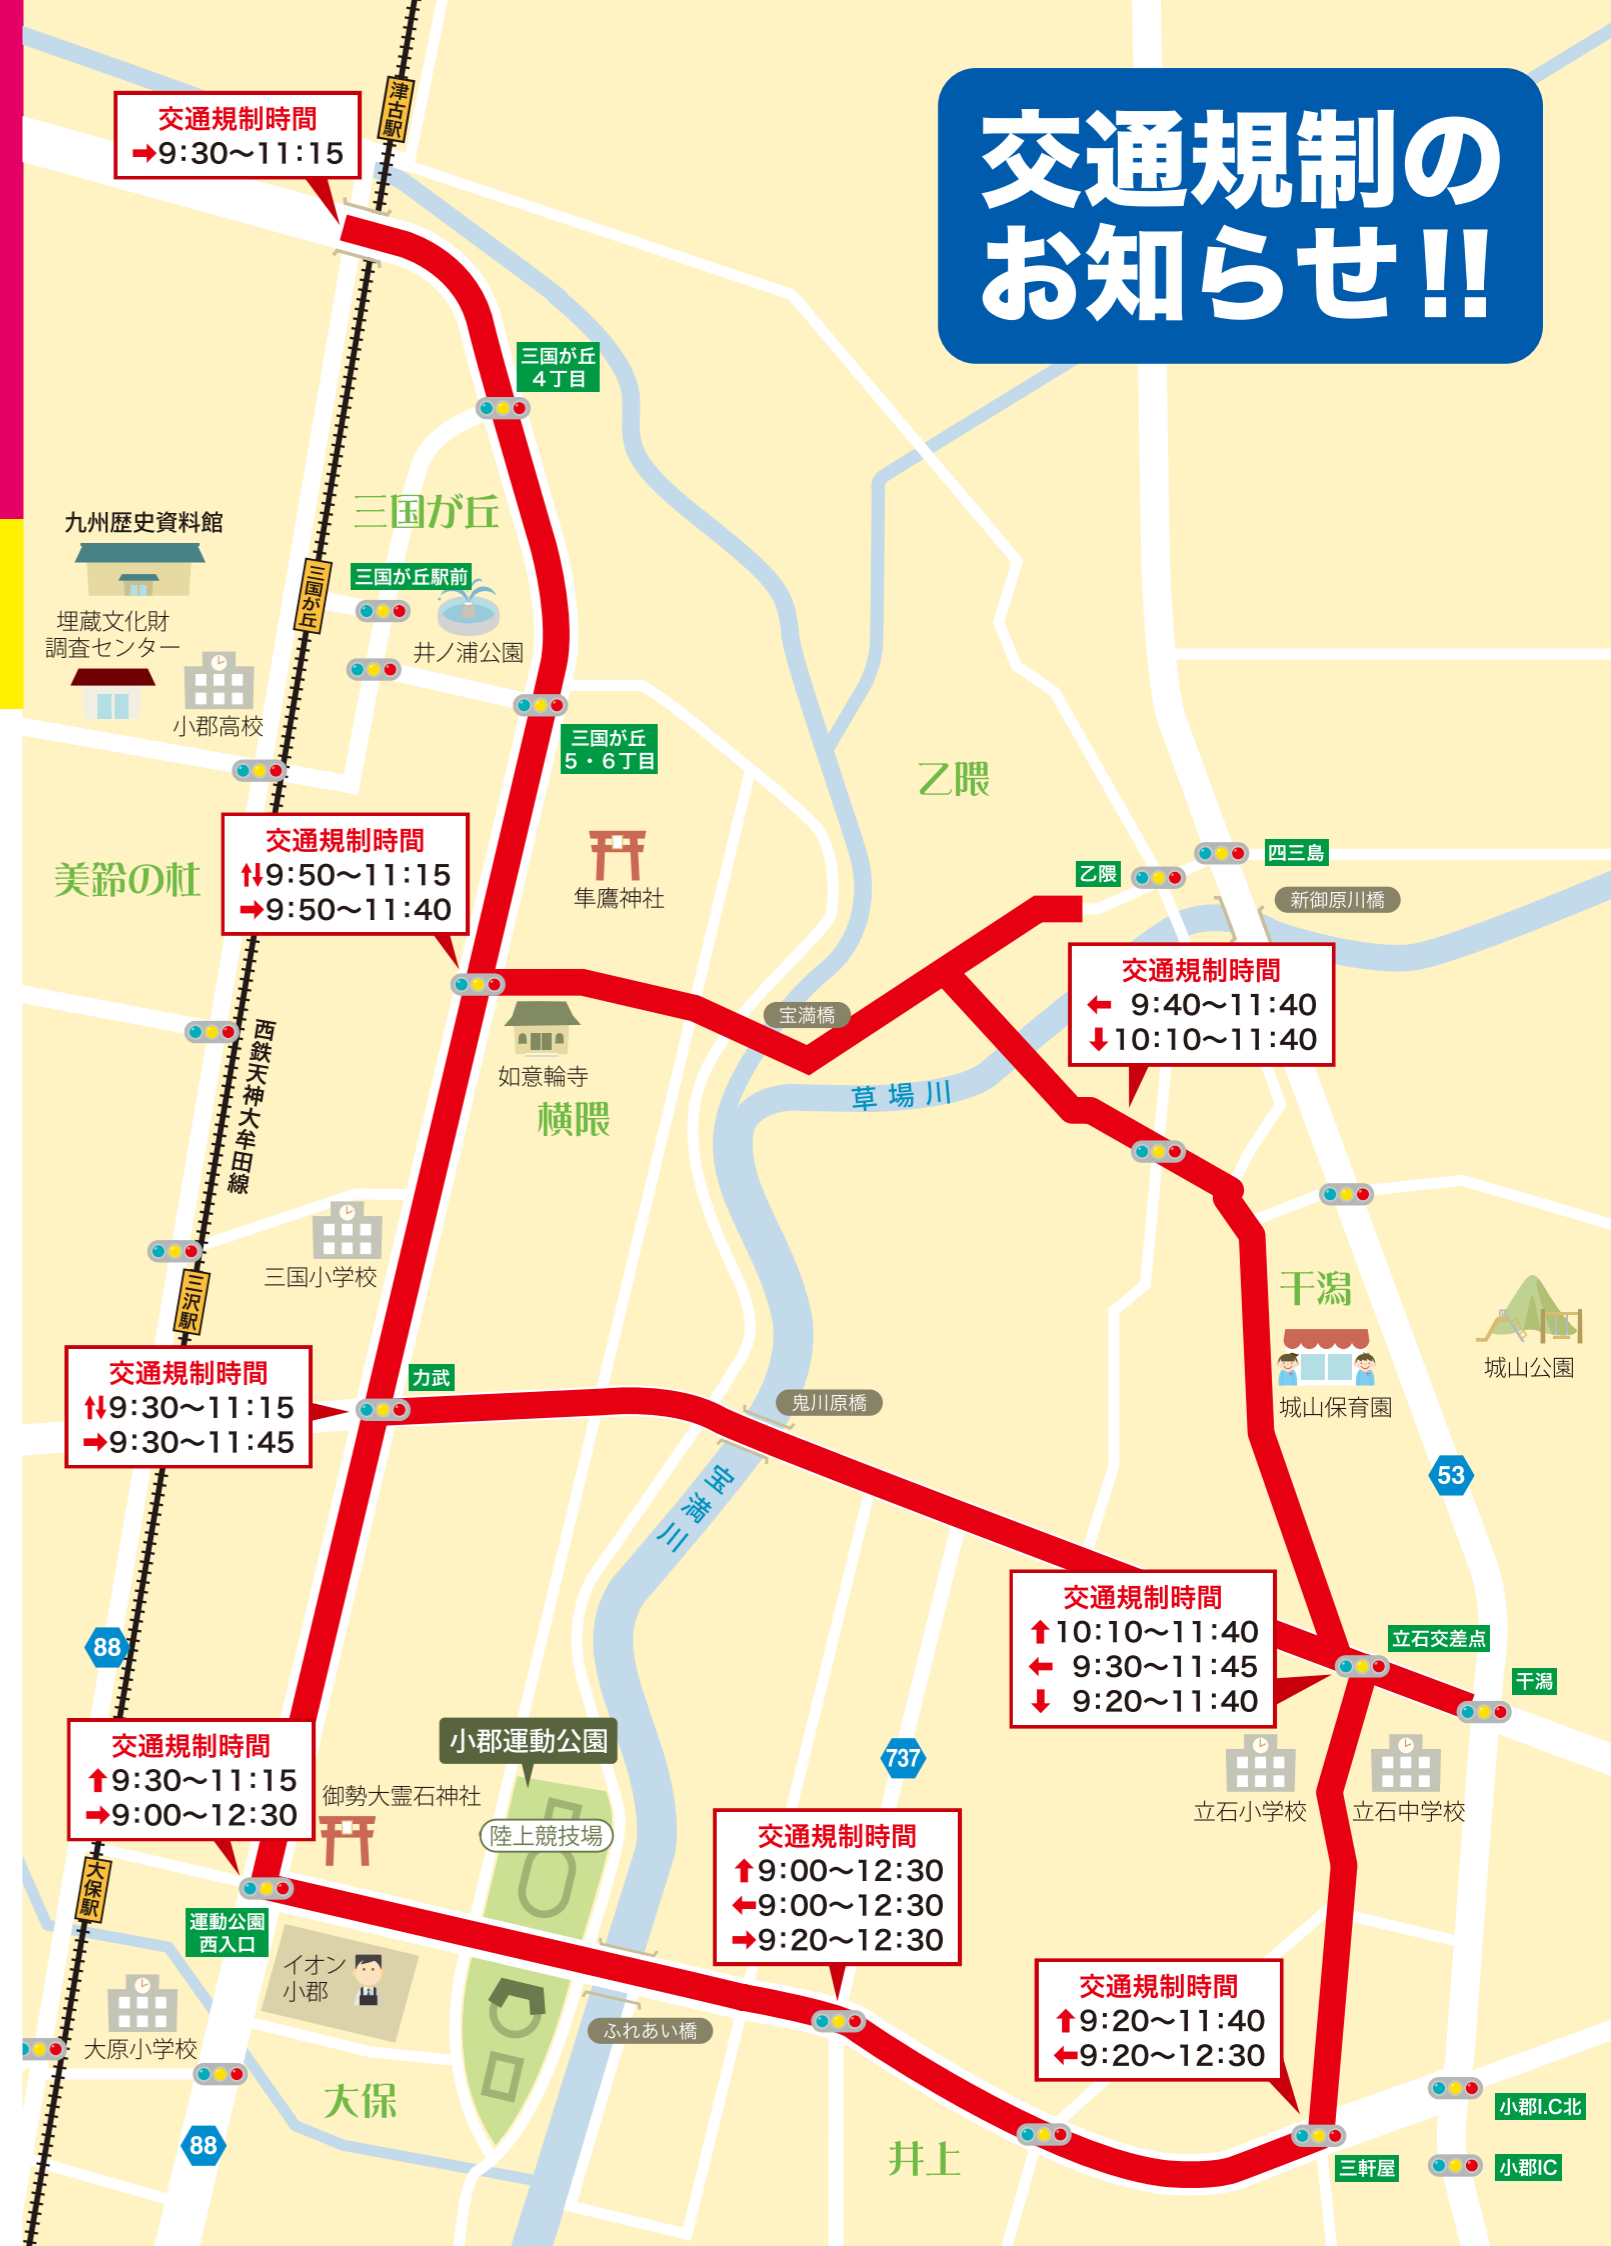 交通規制の
お知らせ!!
津古駅
交通規制時間
➡9:30〜11:15
三国が丘
4丁目
三国が丘
九州歴史資料館
三国が丘
三国が丘駅前
埋蔵文化財
調査センター
井ノ浦公園
小郡高校
三国が丘
5・6丁目
乙隈
交通規制時間
⬆⬇9:50〜11:15
➡9:50〜11:40
美鈴の杜
隼鷹神社
乙隈
四三島
新御原川橋
交通規制時間
⬅ 9:40〜11:40
⬇10:10〜11:40
宝満橋
西鉄天神大牟田線
如意輪寺
横隈
草場川
三国小学校
三沢駅
干潟
城山公園
城山保育園
交通規制時間
⬆⬇9:30〜11:15
➡9:30〜11:45
力武
鬼川原橋
宝満川
53
交通規制時間
⬆10:10〜11:40
⬅ 9:30〜11:45
⬇ 9:20〜11:40
立石交差点
干潟
88
交通規制時間
⬆9:30〜11:15
➡9:00〜12:30
小郡運動公園
737
御勢大霊石神社
陸上競技場
立石小学校
立石中学校
交通規制時間
⬆9:00〜12:30
⬅9:00〜12:30
➡9:20〜12:30
大保駅
運動公園
西入口
イオン
小郡
ふれあい橋
交通規制時間
⬆9:20〜11:40
⬅9:20〜12:30
大原小学校
大保
88
井上
三軒屋
小郡I.C北
小郡IC